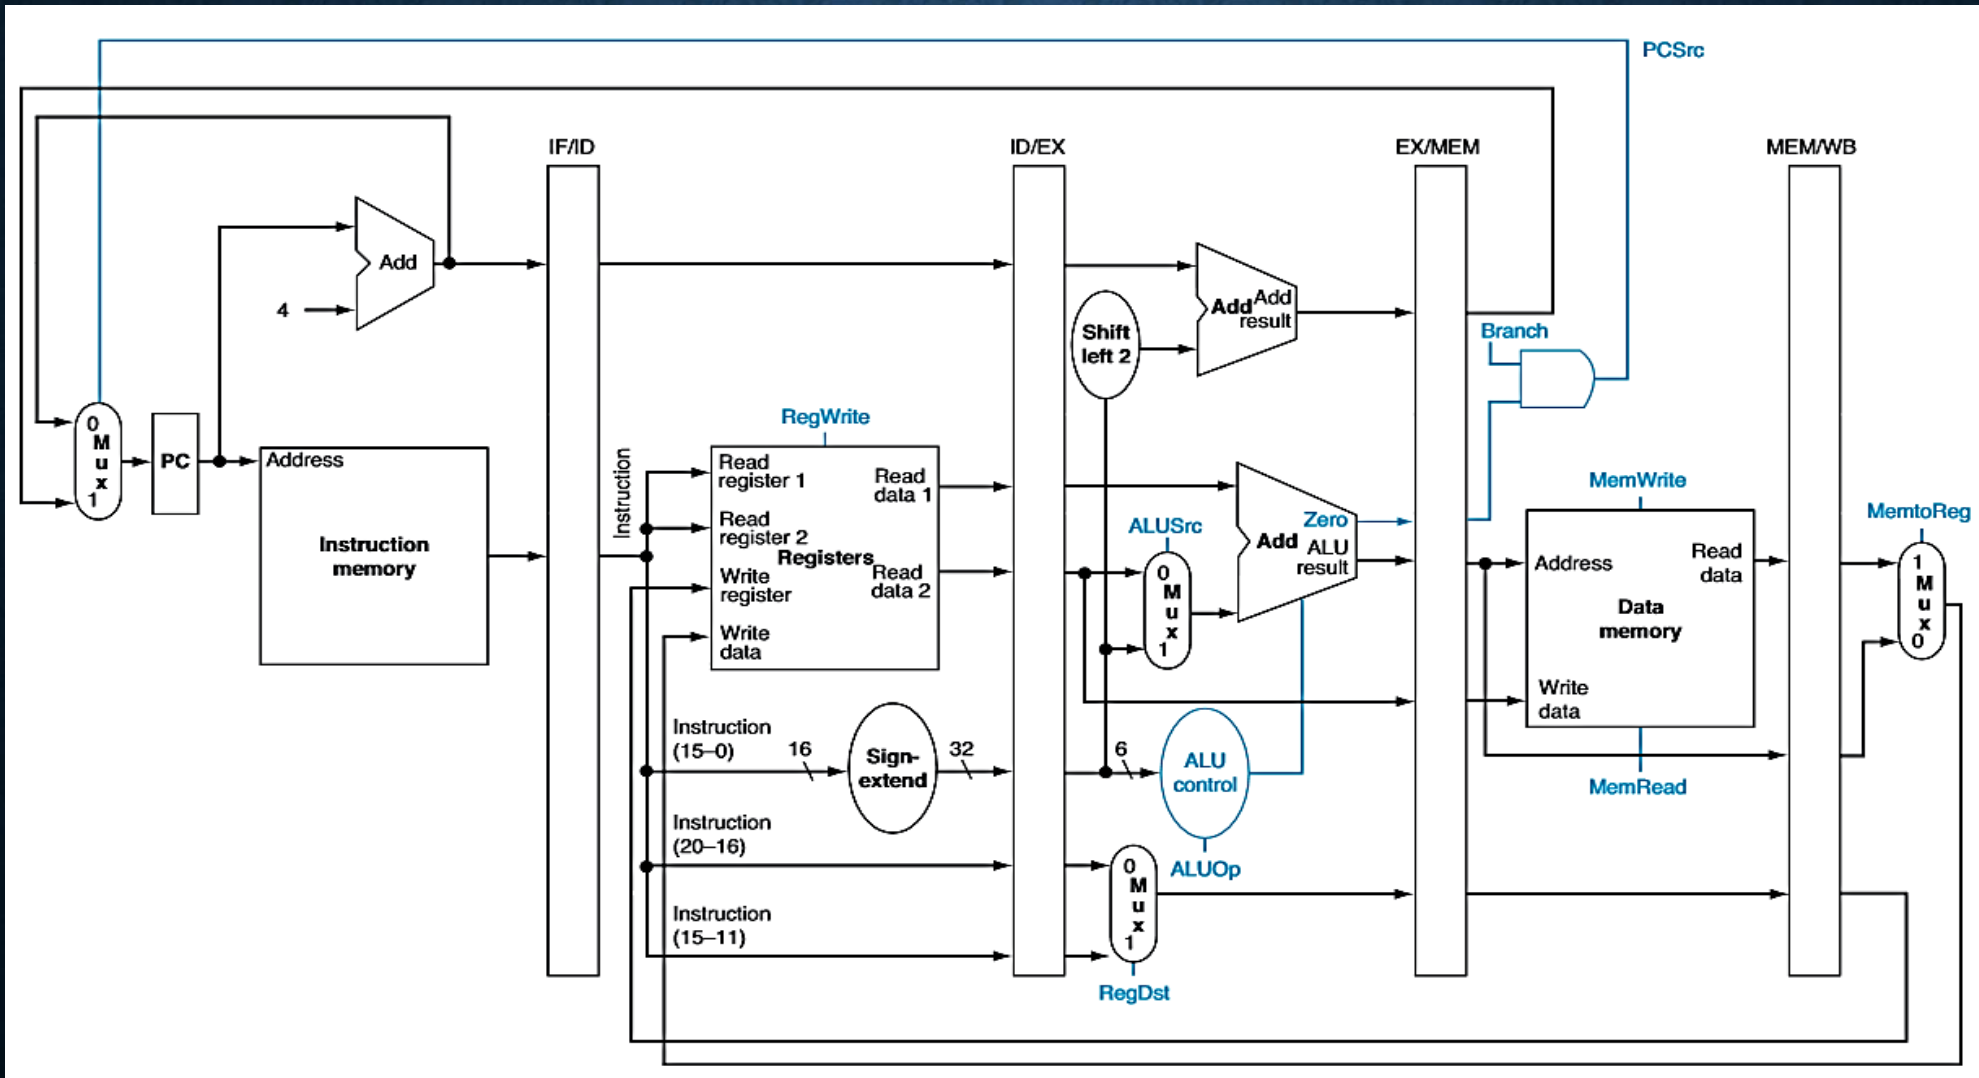 PCSrc
IF/ID
ID/EX
EX/MEM
MEM/WB
Add
4
Add
Add
result
Shift
left 2
Branch
0
M
u
x
1
PC
Address
Instruction
memory
Instruction
RegWrite
Read
register 1
Read
data 1
Read
register 2
Registers
Write
register
Read
data 2
Write
data
ALUSrc
0
M
u
x
1
Zero
Add
ALU
result
MemWrite
Address
Read
data
Data
memory
Write
data
MemRead
MemtoReg
1
M
u
x
0
Instruction
(15–0)
16
Sign-
extend
32
6
ALU
control
ALUOp
Instruction
(20–16)
Instruction
(15–11)
0
M
u
x
1
RegDst